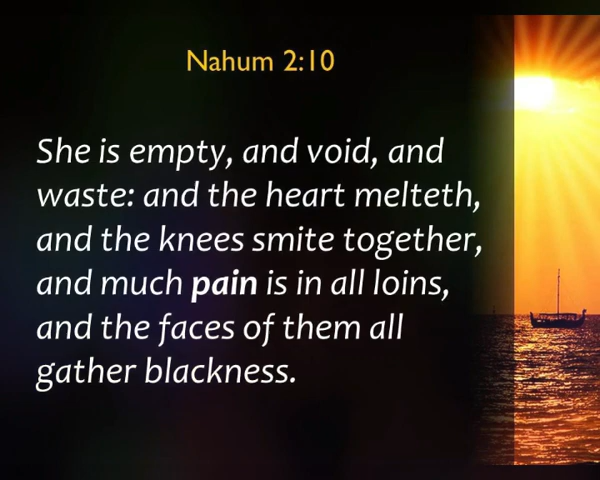 Nahum 2:10
She is empty, and void, and
waste: and the heart melteth,
and the knees smite together,
and much pain is in all loins,
and the faces of them all
gather blackness.